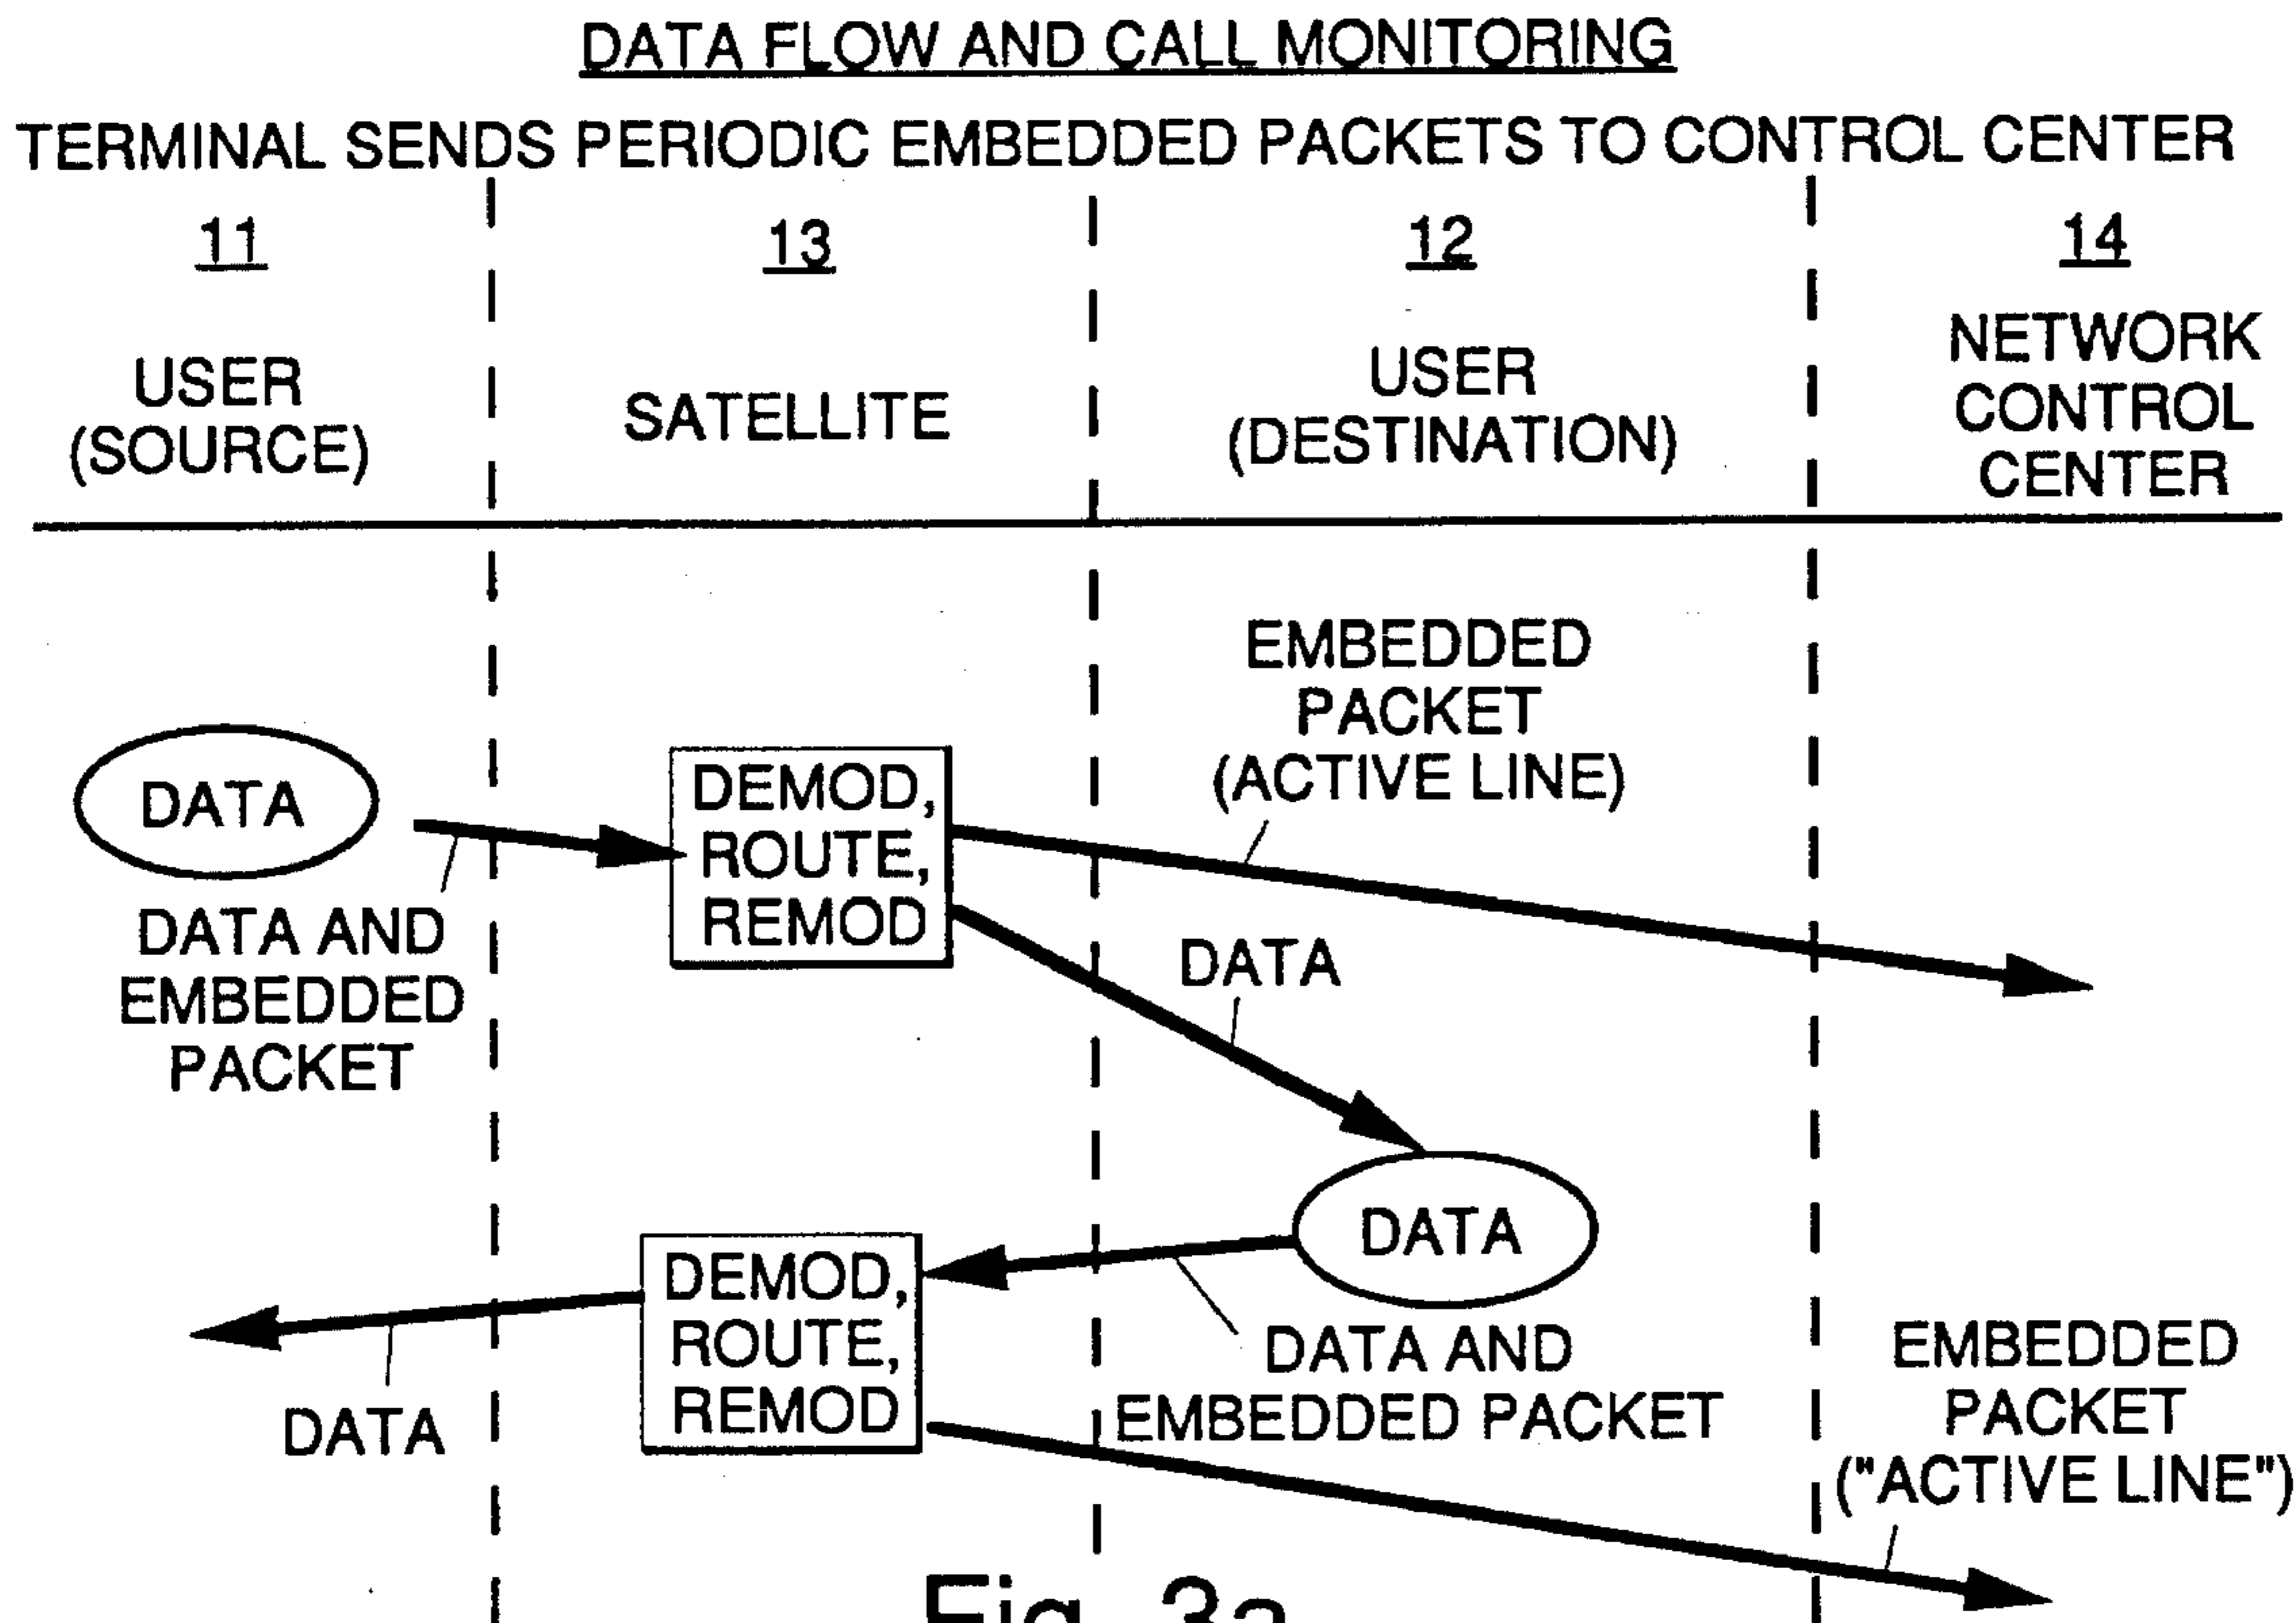 DATA FLOW AND CALL MONITORING
TERMINAL SENDS PERIODIC EMBEDDED PACKETS TO CONTROL CENTER
11
13
12
14
USER
(SOURCE)
SATELLITE
USER
(DESTINATION)
NETWORK
CONTROL
CENTER
EMBEDDED
PACKET
(ACTIVE LINE)
DATA
DEMOD,
ROUTE,
REMOD
DATA AND
EMBEDDED
PACKET
DATA
DATA
DEMOD,
ROUTE,
REMOD
DATA AND
EMBEDDED PACKET
DATA
EMBEDDED
PACKET
("ACTIVE LINE")
Fig. 3a